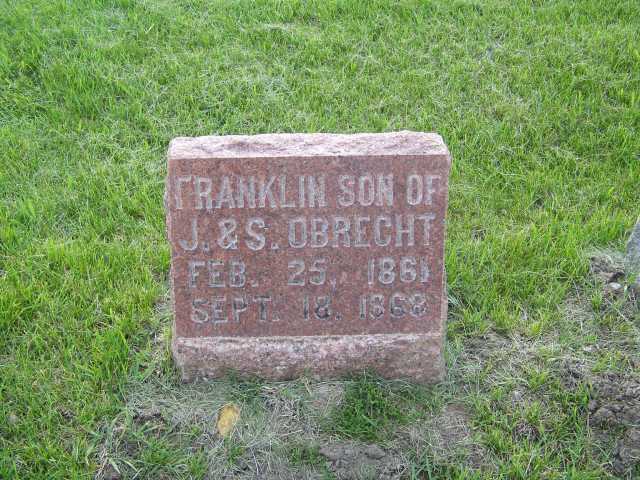 FRANKLIN SON OF
J. & S. OBRECHT
FEB. 25, 1861
SEPT. 18, 1868